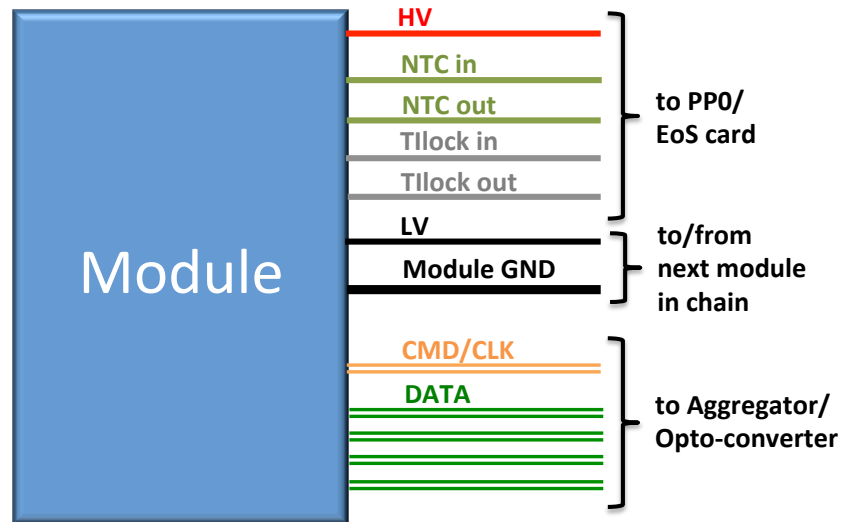 HV
NTC in
NTC out
TIlock in
TIlock out
LV
Module GND
CMD/CLK
DATA
Module
to PP0/
EoS card
to/from
next module
in chain
to Aggregator/
Opto-converter